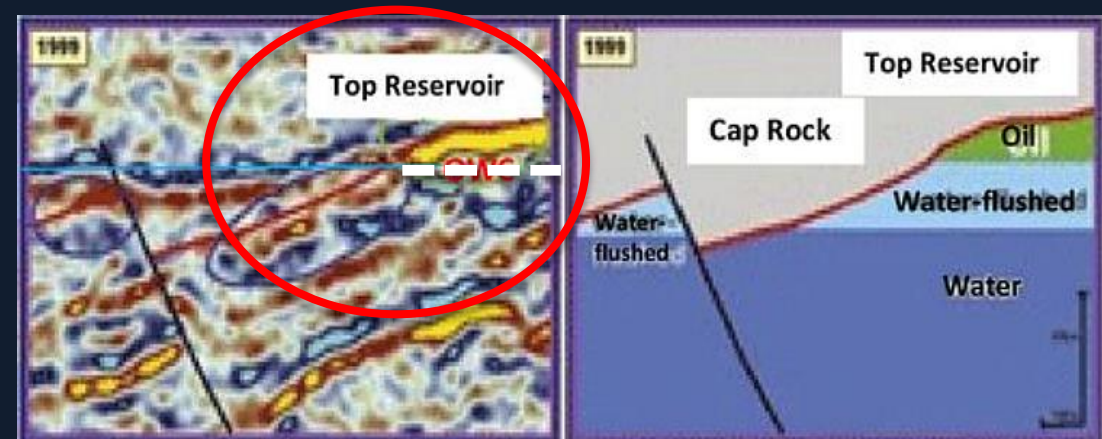 1999
Top Reservoir
1999
Top Reservoir
Cap Rock
Oil
Water-flushed
Water-
flushed
Water